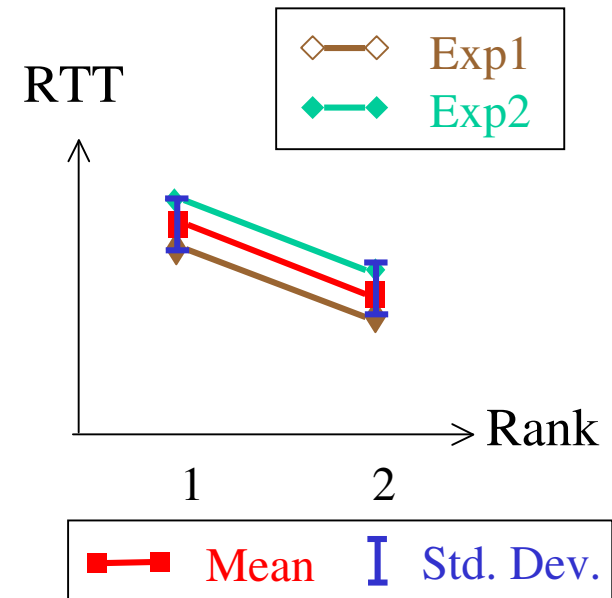 Exp1
RTT
Exp2
Rank
1 2
Mean Std. Dev.